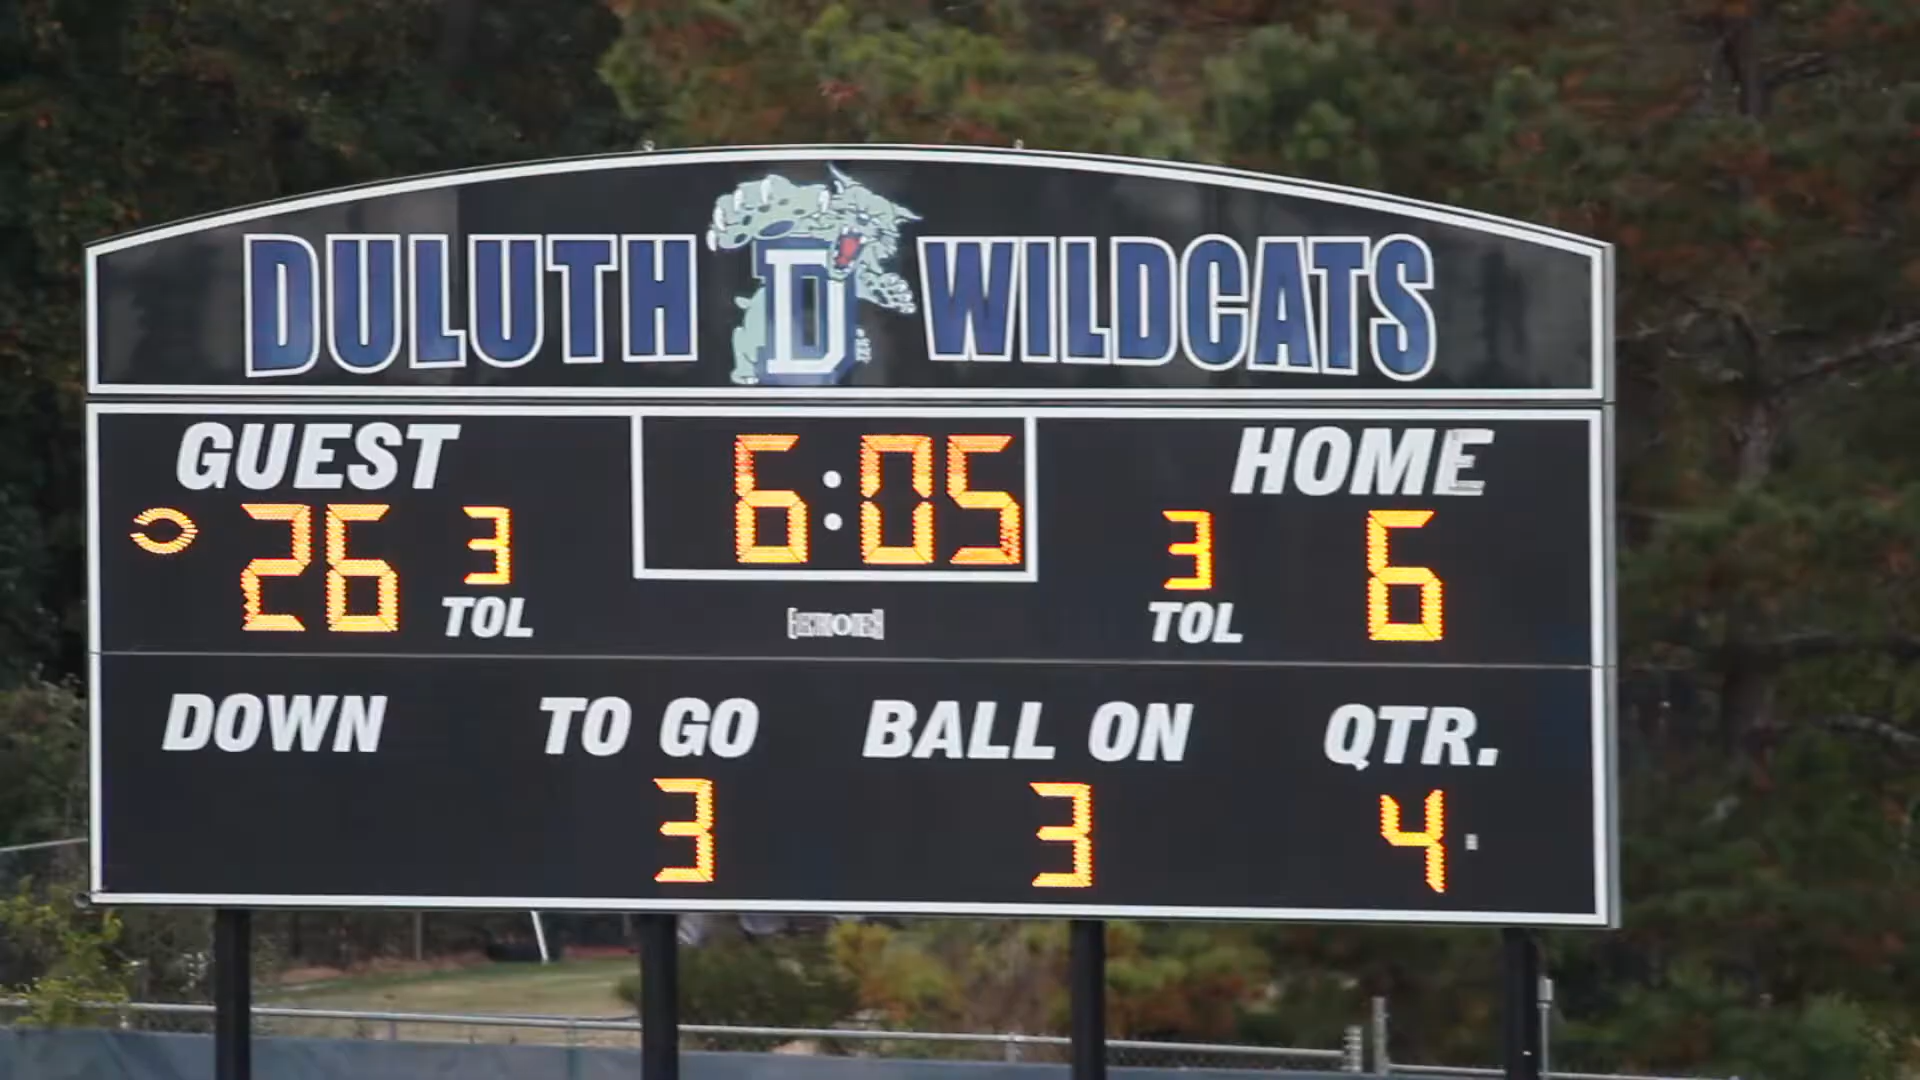 DULUTH D WILDCATS
GUEST 6:05 HOME
26 3 3 6
TOL TOL
DOWN TO GO BALL ON QTR.
3 3 4